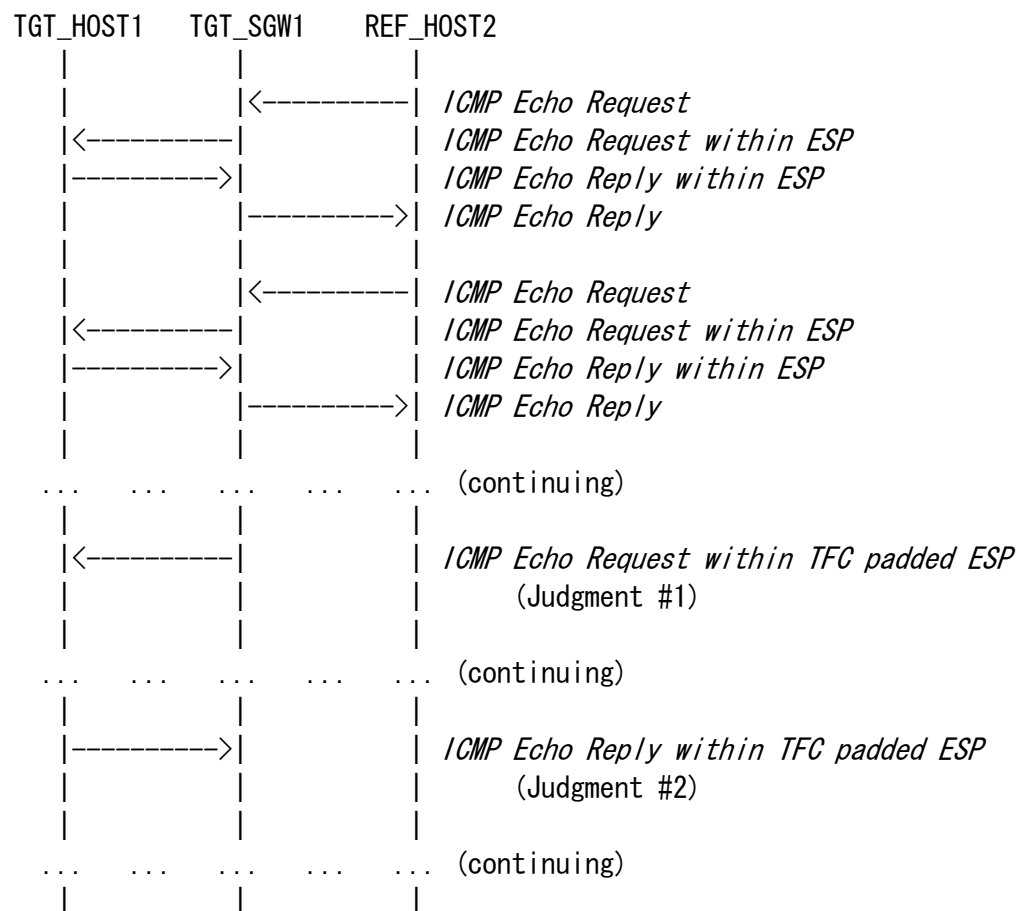 TGT_HOST1 TGT_SGW1 REF_HOST2
| | |
| |<----------| ICMP Echo Request
|<----------| | ICMP Echo Request within ESP
|---------->| | ICMP Echo Reply within ESP
| |---------->| ICMP Echo Reply
| | |
| |<----------| ICMP Echo Request
|<----------| | ICMP Echo Request within ESP
|---------->| | ICMP Echo Reply within ESP
| |---------->| ICMP Echo Reply
| | |
... ... ... ... ... (continuing)
| | |
|<----------| | ICMP Echo Request within TFC padded ESP
| | | (Judgment #1)
| | |
... ... ... ... ... (continuing)
| | |
|---------->| | ICMP Echo Reply within TFC padded ESP
| | | (Judgment #2)
| | |
... ... ... ... ... (continuing)
| | |